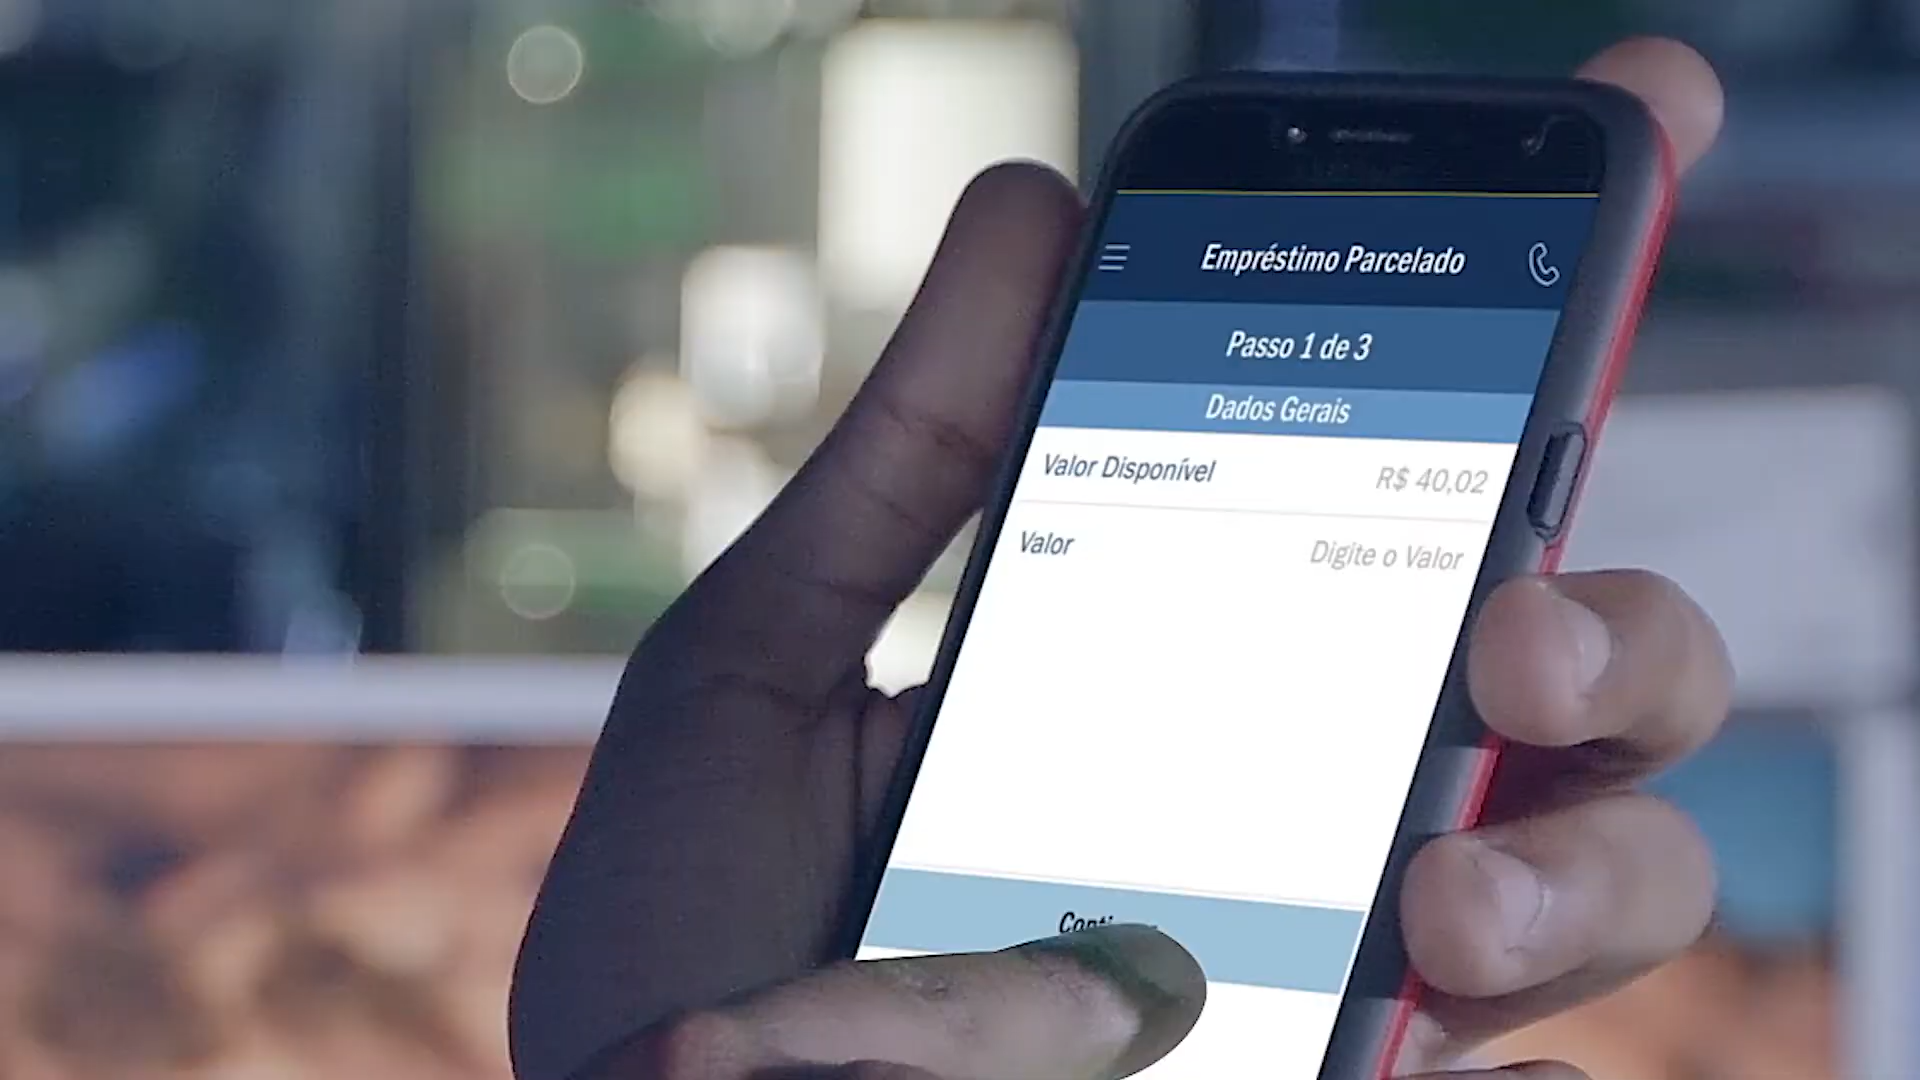 Empréstimo Parcelado
Passo 1 de 3
Dados Gerais
Valor Disponível R$ 40,02
Valor Digite o Valor